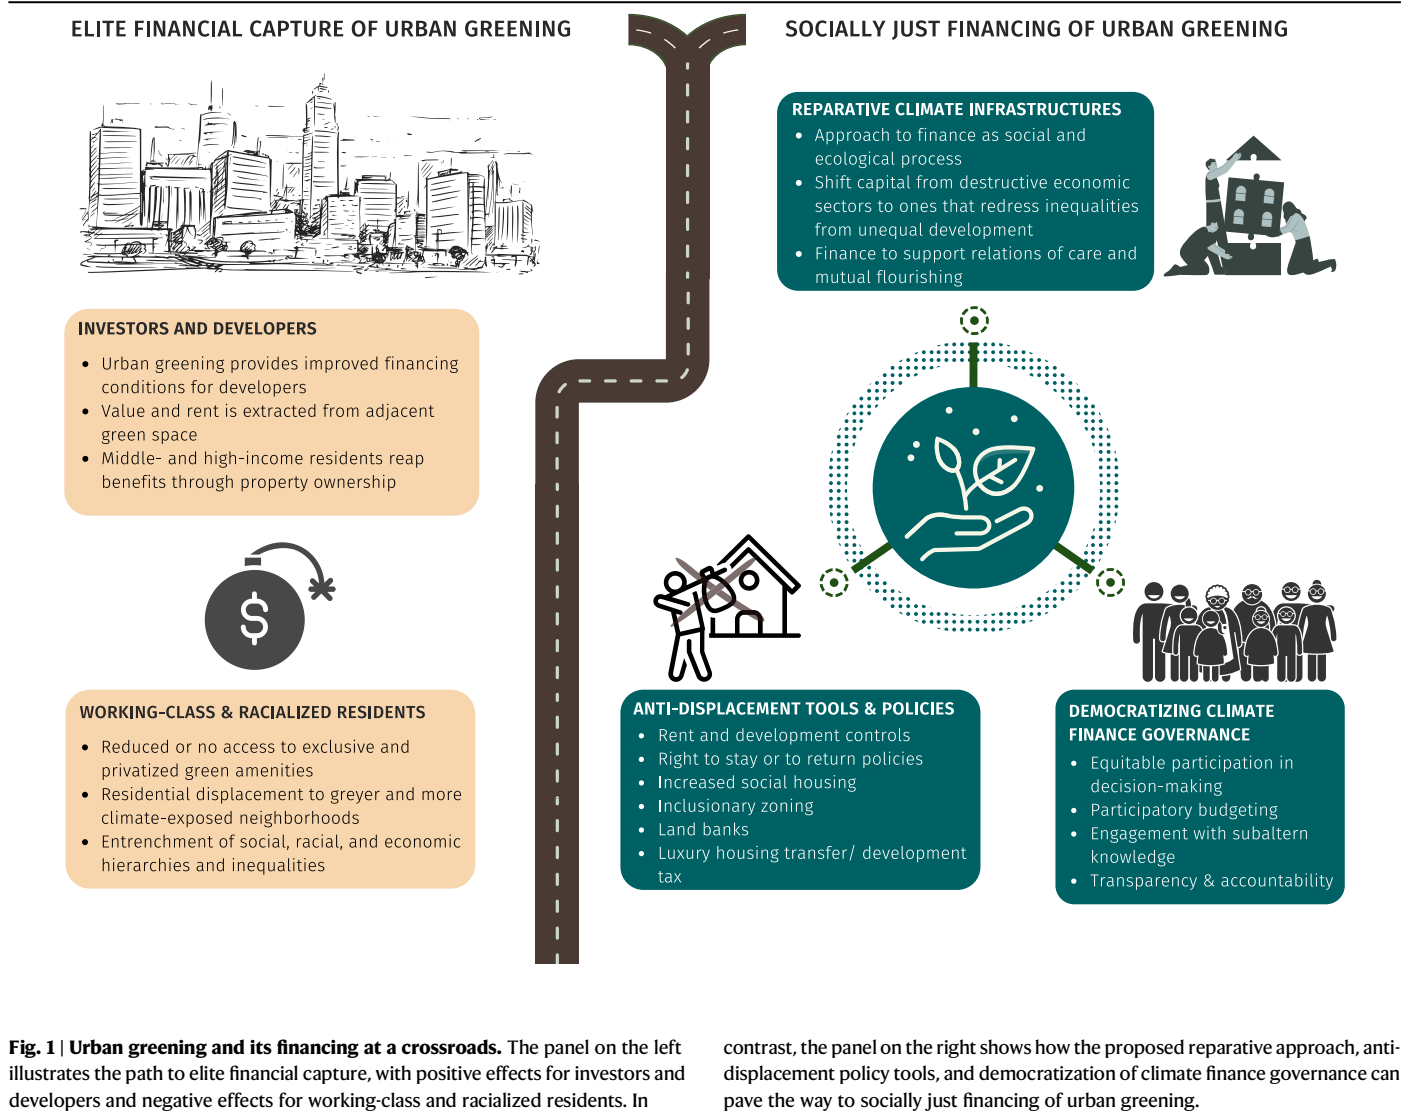 ELITE FINANCIAL CAPTURE OF URBAN GREENING
INVESTORS AND DEVELOPERS
• Urban greening provides improved financing
conditions for developers
• Value and rent is extracted from adjacent
green space
• Middle- and high-income residents reap
benefits through property ownership
$
WORKING-CLASS & RACIALIZED RESIDENTS
• Reduced or no access to exclusive and
privatized green amenities
• Residential displacement to greyer and more
climate-exposed neighborhoods
• Entrenchment of social, racial, and economic
hierarchies and inequalities
SOCIALLY JUST FINANCING OF URBAN GREENING
REPARATIVE CLIMATE INFRASTRUCTURES
• Approach to finance as social and
ecological process
• Shift capital from destructive economic
sectors to ones that redress inequalities
from unequal development
• Finance to support relations of care and
mutual flourishing
ANTI-DISPLACEMENT TOOLS & POLICIES
• Rent and development controls
• Right to stay or to return policies
• Increased social housing
• Inclusionary zoning
• Land banks
• Luxury housing transfer/ development
tax
DEMOCRATIZING CLIMATE
FINANCE GOVERNANCE
• Equitable participation in
decision-making
• Participatory budgeting
• Engagement with subaltern
knowledge
• Transparency & accountability
Fig. 1 | Urban greening and its financing at a crossroads. The panel on the left
illustrates the path to elite financial capture, with positive effects for investors and
developers and negative effects for working-class and racialized residents. In
contrast, the panel on the right shows how the proposed reparative approach, anti-
displacement policy tools, and democratization of climate finance governance can
pave the way to socially just financing of urban greening.